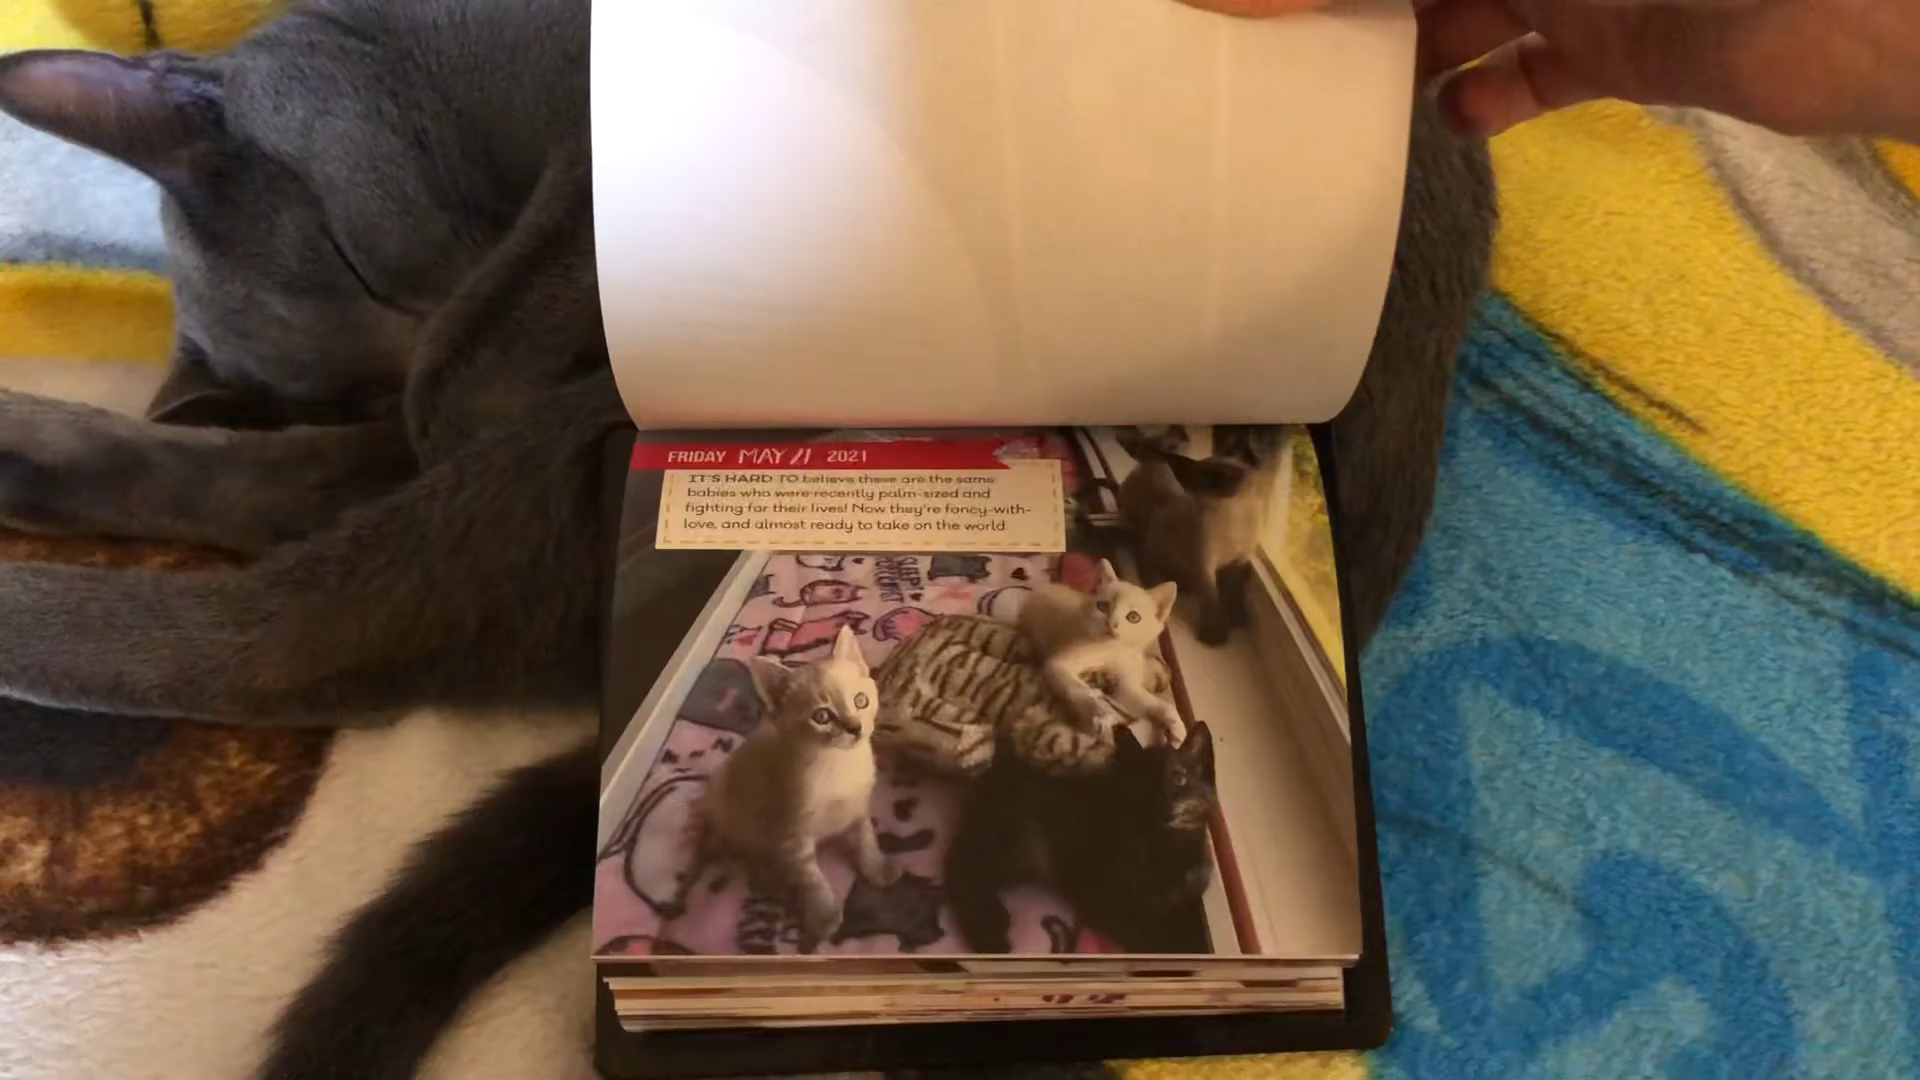 FRIDAY MAY 21 2021
IT'S HARD TO believe these are the same
babies who were recently palm-sized and
fighting for their lives! Now they're fancy-with-
love, and almost ready to take on the world